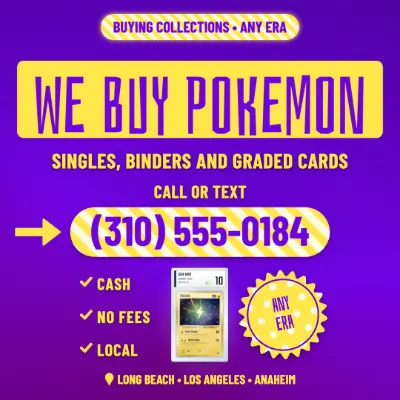 BUYING COLLECTIONS • ANY ERA
WE BUY POKEMON
SINGLES, BINDERS AND GRADED CARDS
CALL OR TEXT
(310) 555-0184
CASH
NO FEES
LOCAL
10
ANY
ERA
LONG BEACH • LOS ANGELES • ANAHEIM